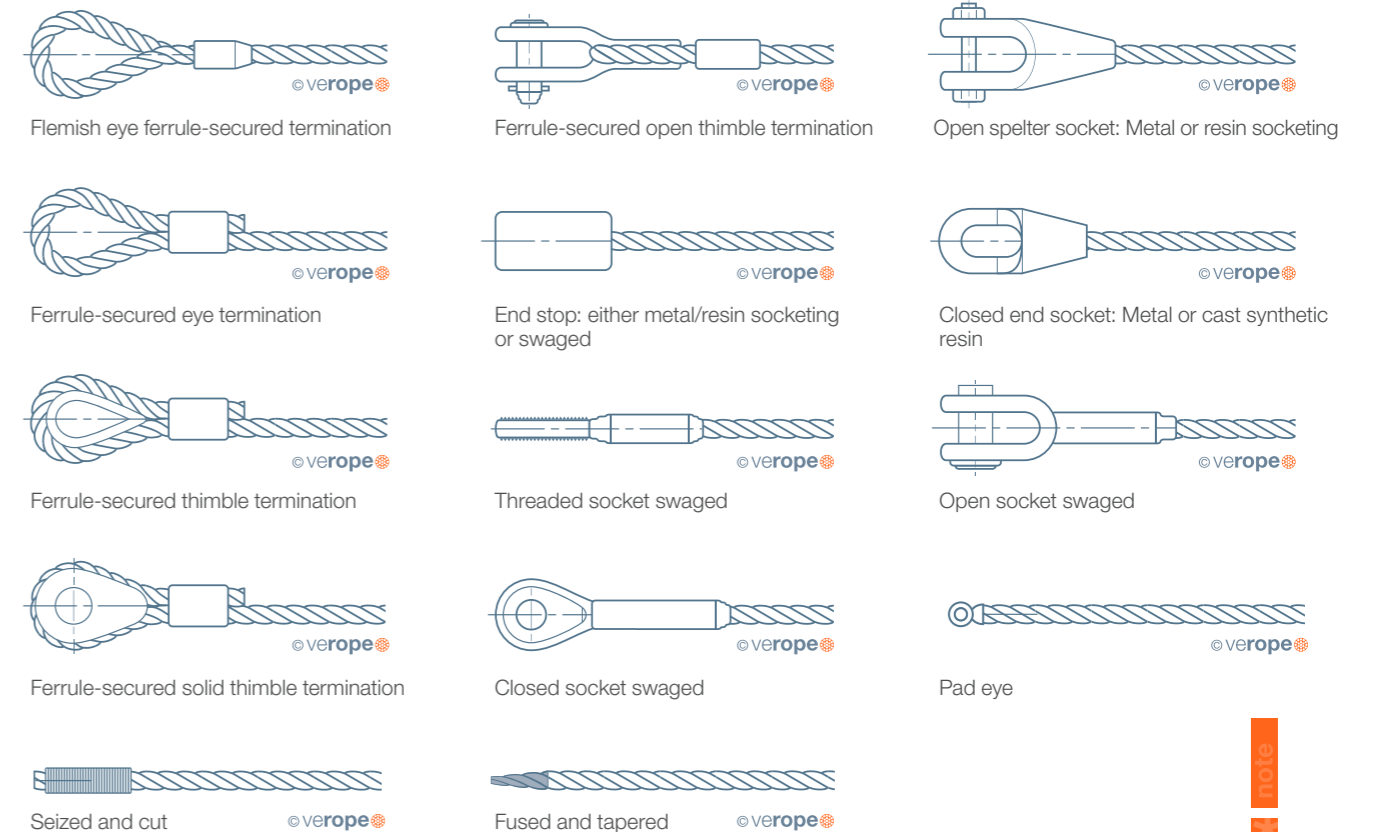 © verope
© verope
© verope
Flemish eye ferrule-secured termination
Ferrule-secured open thimble termination
Open spelter socket: Metal or resin socketing
© verope
© verope
© verope
Ferrule-secured eye termination
End stop: either metal/resin socketing
or swaged
Closed end socket: Metal or cast synthetic
resin
© verope
© verope
© verope
Ferrule-secured thimble termination
Threaded socket swaged
Open socket swaged
© verope
© verope
© verope
Ferrule-secured solid thimble termination
Closed socket swaged
Pad eye
note
Seized and cut
© verope
Fused and tapered
© verope